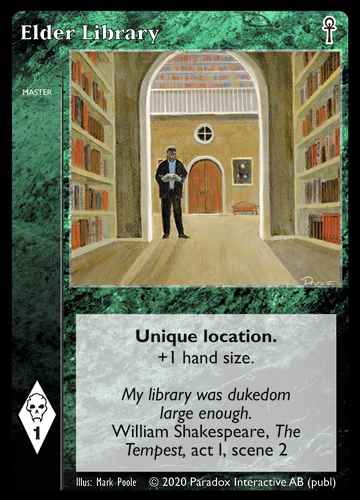 Elder Library
MASTER
Unique location.
+1 hand size.
My library was dukedom
large enough.
William Shakespeare, The
Tempest, act I, scene 2
1
Illus: Mark Poole © 2020 Paradox Interactive AB (publ)